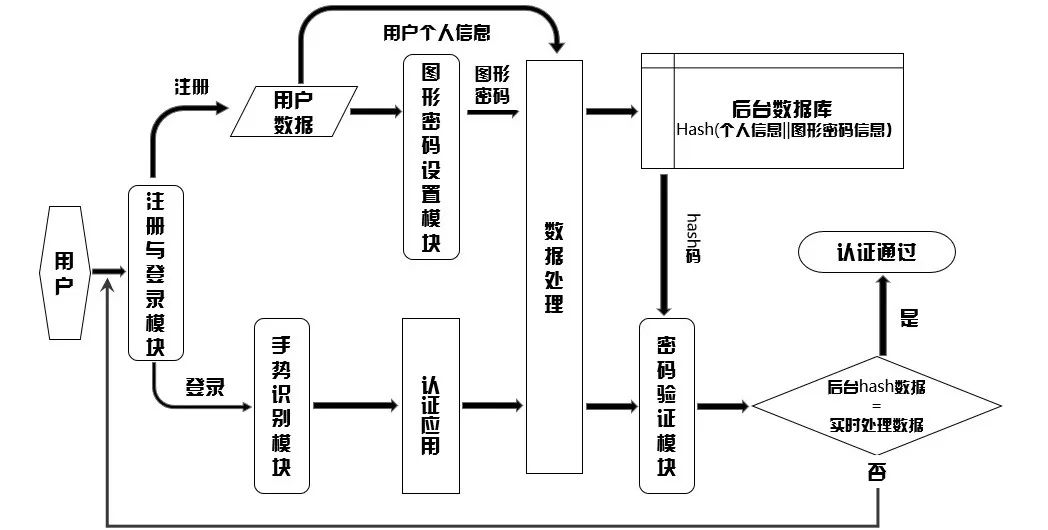 用户个人信息
注册
用户
数据
图形密码设置模块
图形
密码
后台数据库
Hash(个人信息||图形密码信息)
注册与登录模块
用户
数据处理
hash码
认证通过
是
登录
手势识别模块
认证应用
密码验证模块
后台hash数据
=
实时处理数据
否